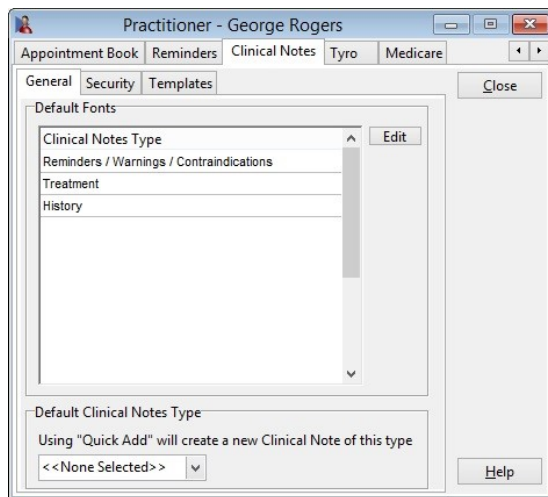 Practitioner - George Rogers
Appointment Book Reminders Clinical Notes Tyro Medicare
General Security Templates
Close
Default Fonts
Clinical Notes Type
Edit
Reminders / Warnings / Contraindications
Treatment
History
Default Clinical Notes Type
Using "Quick Add" will create a new Clinical Note of this type
<<None Selected>>
Help